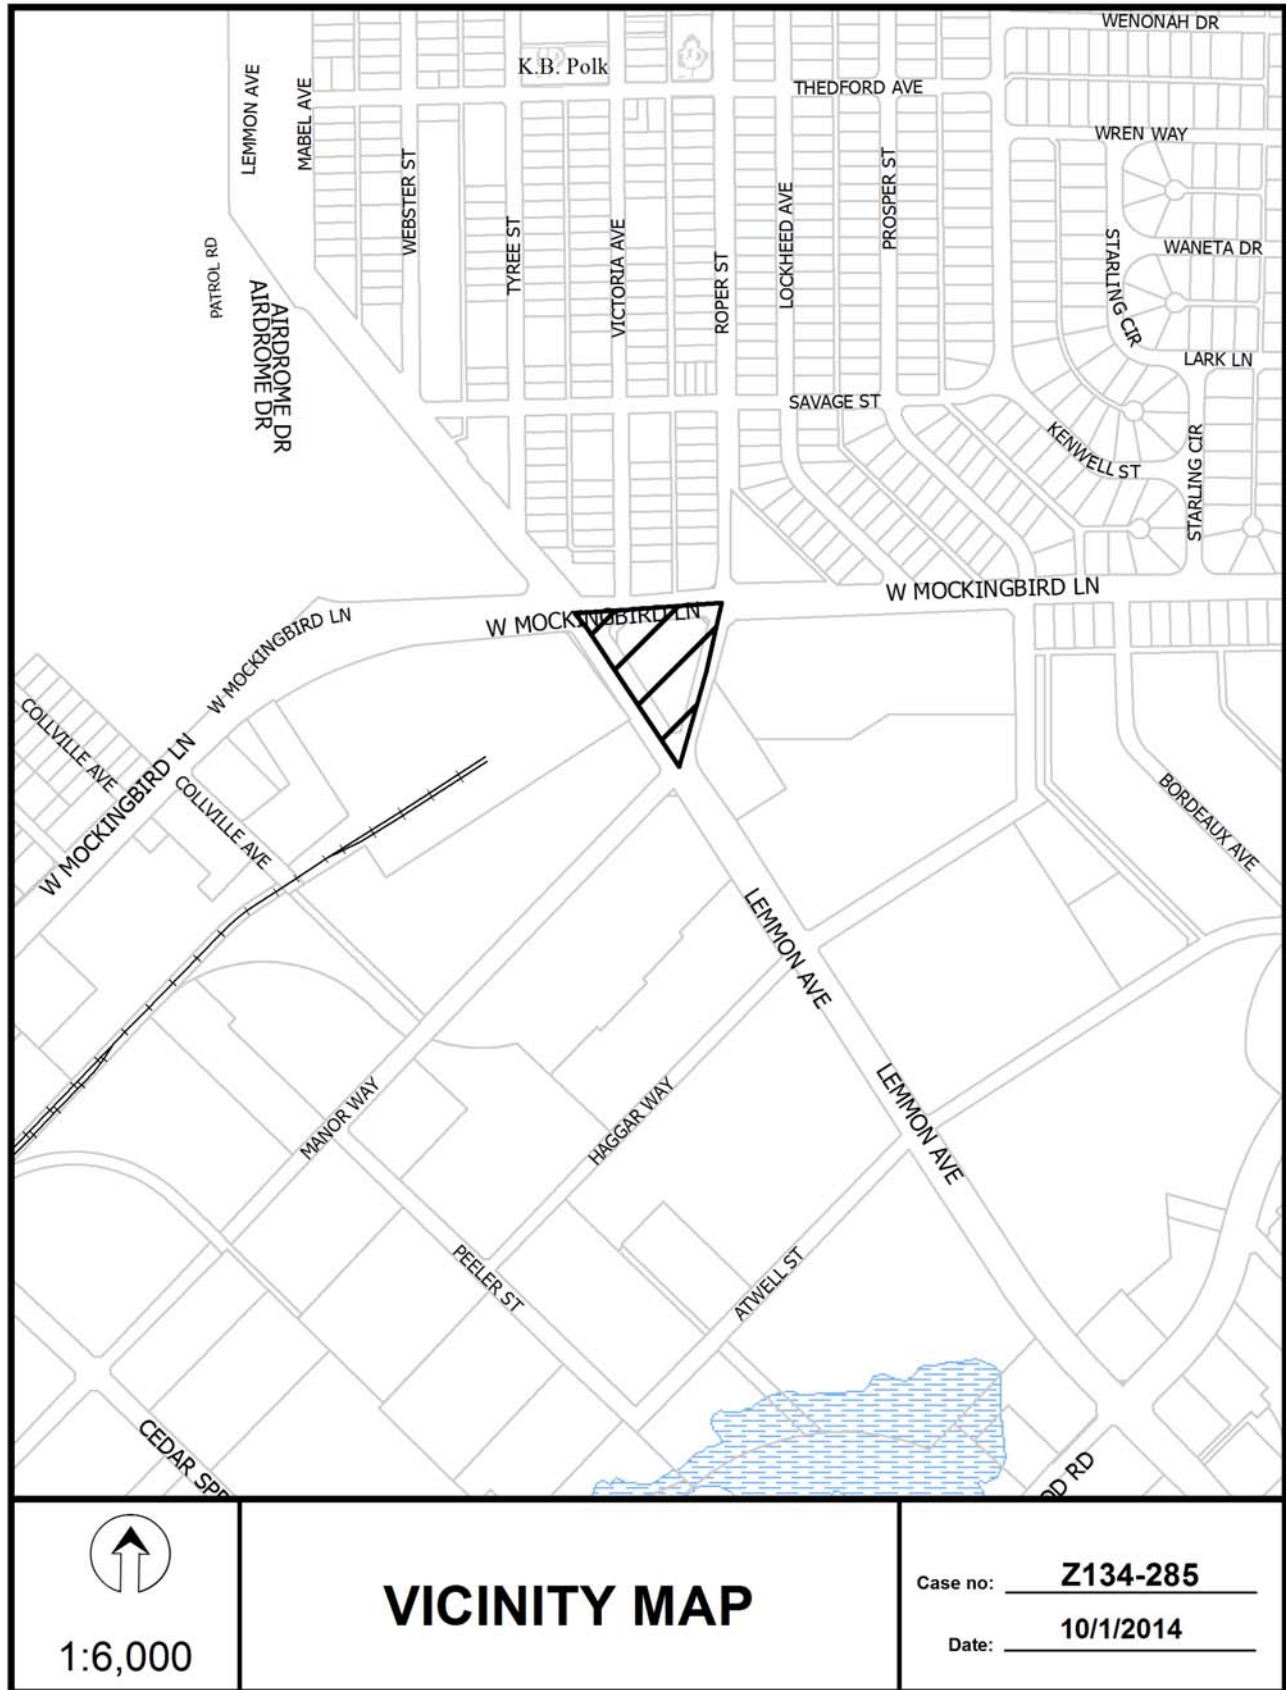 WENONAH DR
K.B. Polk
THEDFORD AVE
LEMMON AVE
MABEL AVE
WREN WAY
WEBSTER ST
PROSPER ST
LOCKHEED AVE
TYREE ST
VICTORIA AVE
ROPER ST
STARLING CIR
WANETA DR
PATROL RD
AIRDROME DR
AIRDROME DR
LARK LN
SAVAGE ST
KENWELL ST
STARLING CIR
W MOCKINGBIRD LN
W MOCKINGBIRD LN
W MOCKINGBIRD LN
COLLVILLE AVE
W MOCKINGBIRD LN
COLLVILLE AVE
BORDEAUX AVE
LEMMON AVE
LEMMON AVE
MANOR WAY
HAGGAR WAY
PEELER ST
ATWELL ST
CEDAR SPR
OD RD
1:6,000
VICINITY MAP
Case no: Z134-285
Date: 10/1/2014